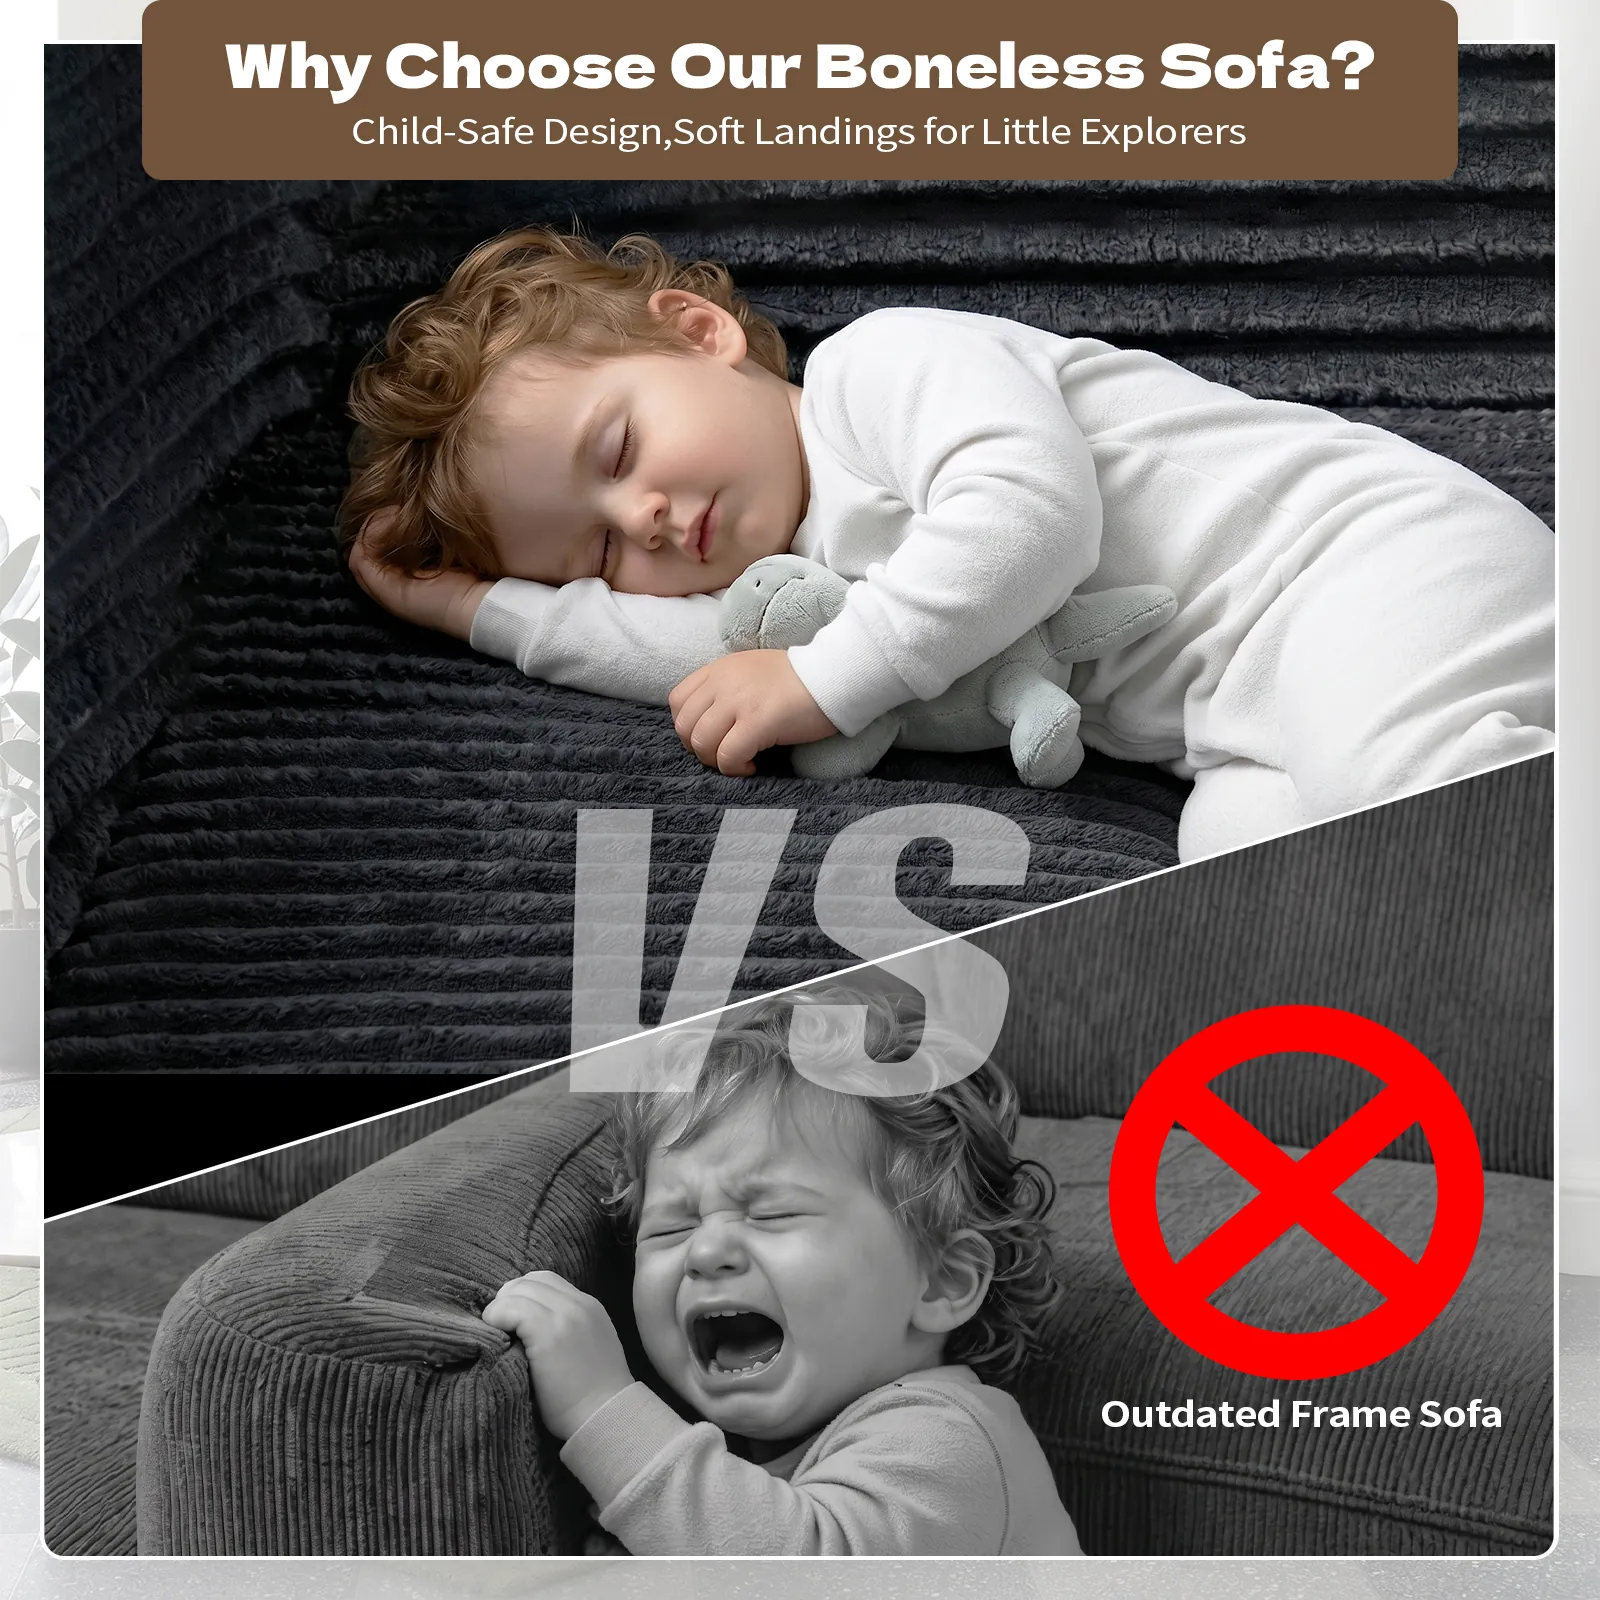 Why Choose Our Boneless Sofa?
Child-Safe Design,Soft Landings for Little Explorers
VS
Outdated Frame Sofa